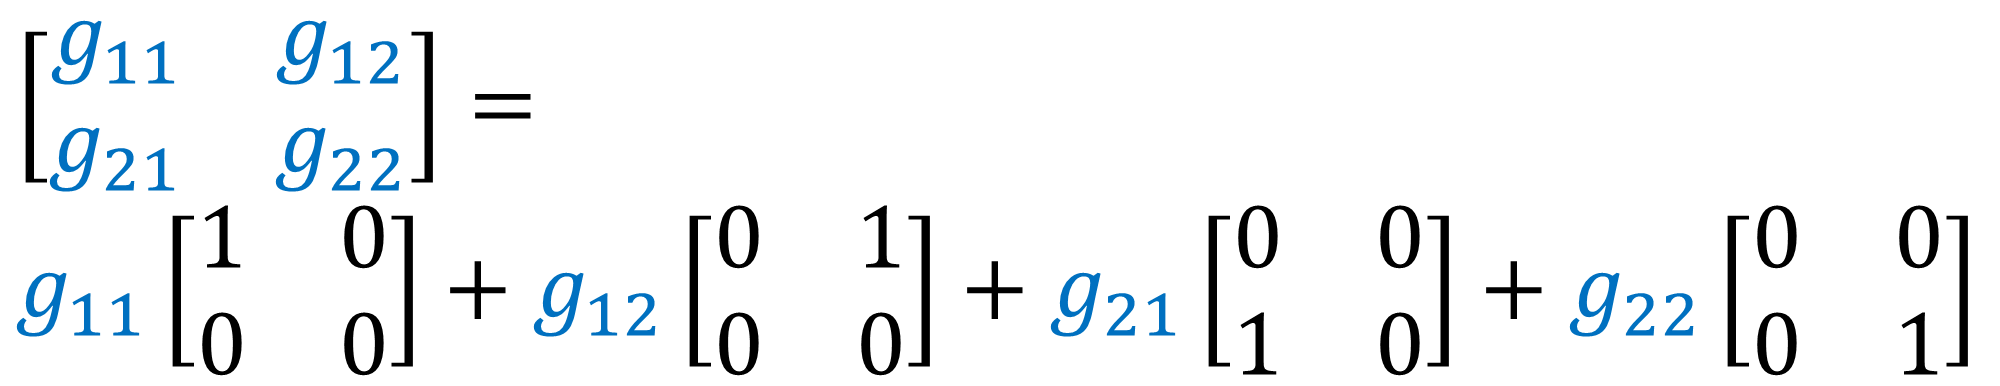 [g₁₁ g₁₂
g₂₁ g₂₂] =
g₁₁ [1 0
0 0] + g₁₂ [0 1
0 0] + g₂₁ [0 0
1 0] + g₂₂ [0 0
0 1]